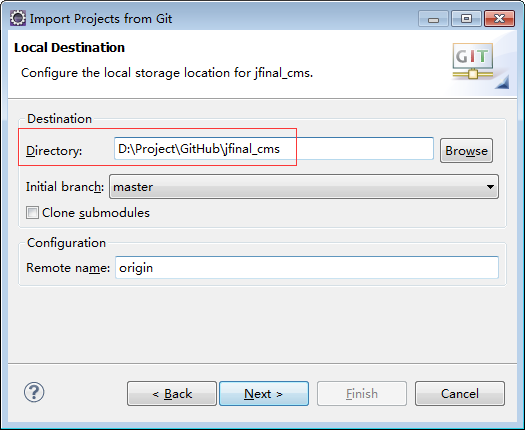 Import Projects from Git
Local Destination
Configure the local storage location for jfinal_cms.
GIT
Destination
Directory: D:\Project\GitHub\jfinal_cms Browse
Initial branch: master
Clone submodules
Configuration
Remote name: origin
? < Back Next > Finish Cancel